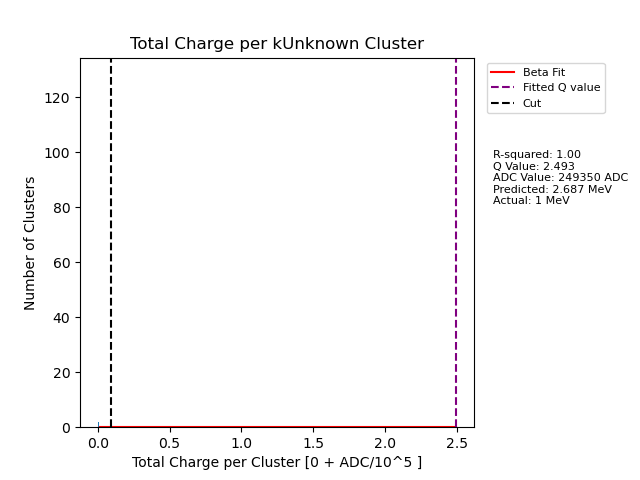 Total Charge per kUnknown Cluster
Beta Fit
Fitted Q value
Cut
R-squared: 1.00
Q Value: 2.493
ADC Value: 249350 ADC
Predicted: 2.687 MeV
Actual: 1 MeV
Number of Clusters
120
100
80
60
40
20
0
0.0 0.5 1.0 1.5 2.0 2.5
Total Charge per Cluster [0 + ADC/10^5 ]